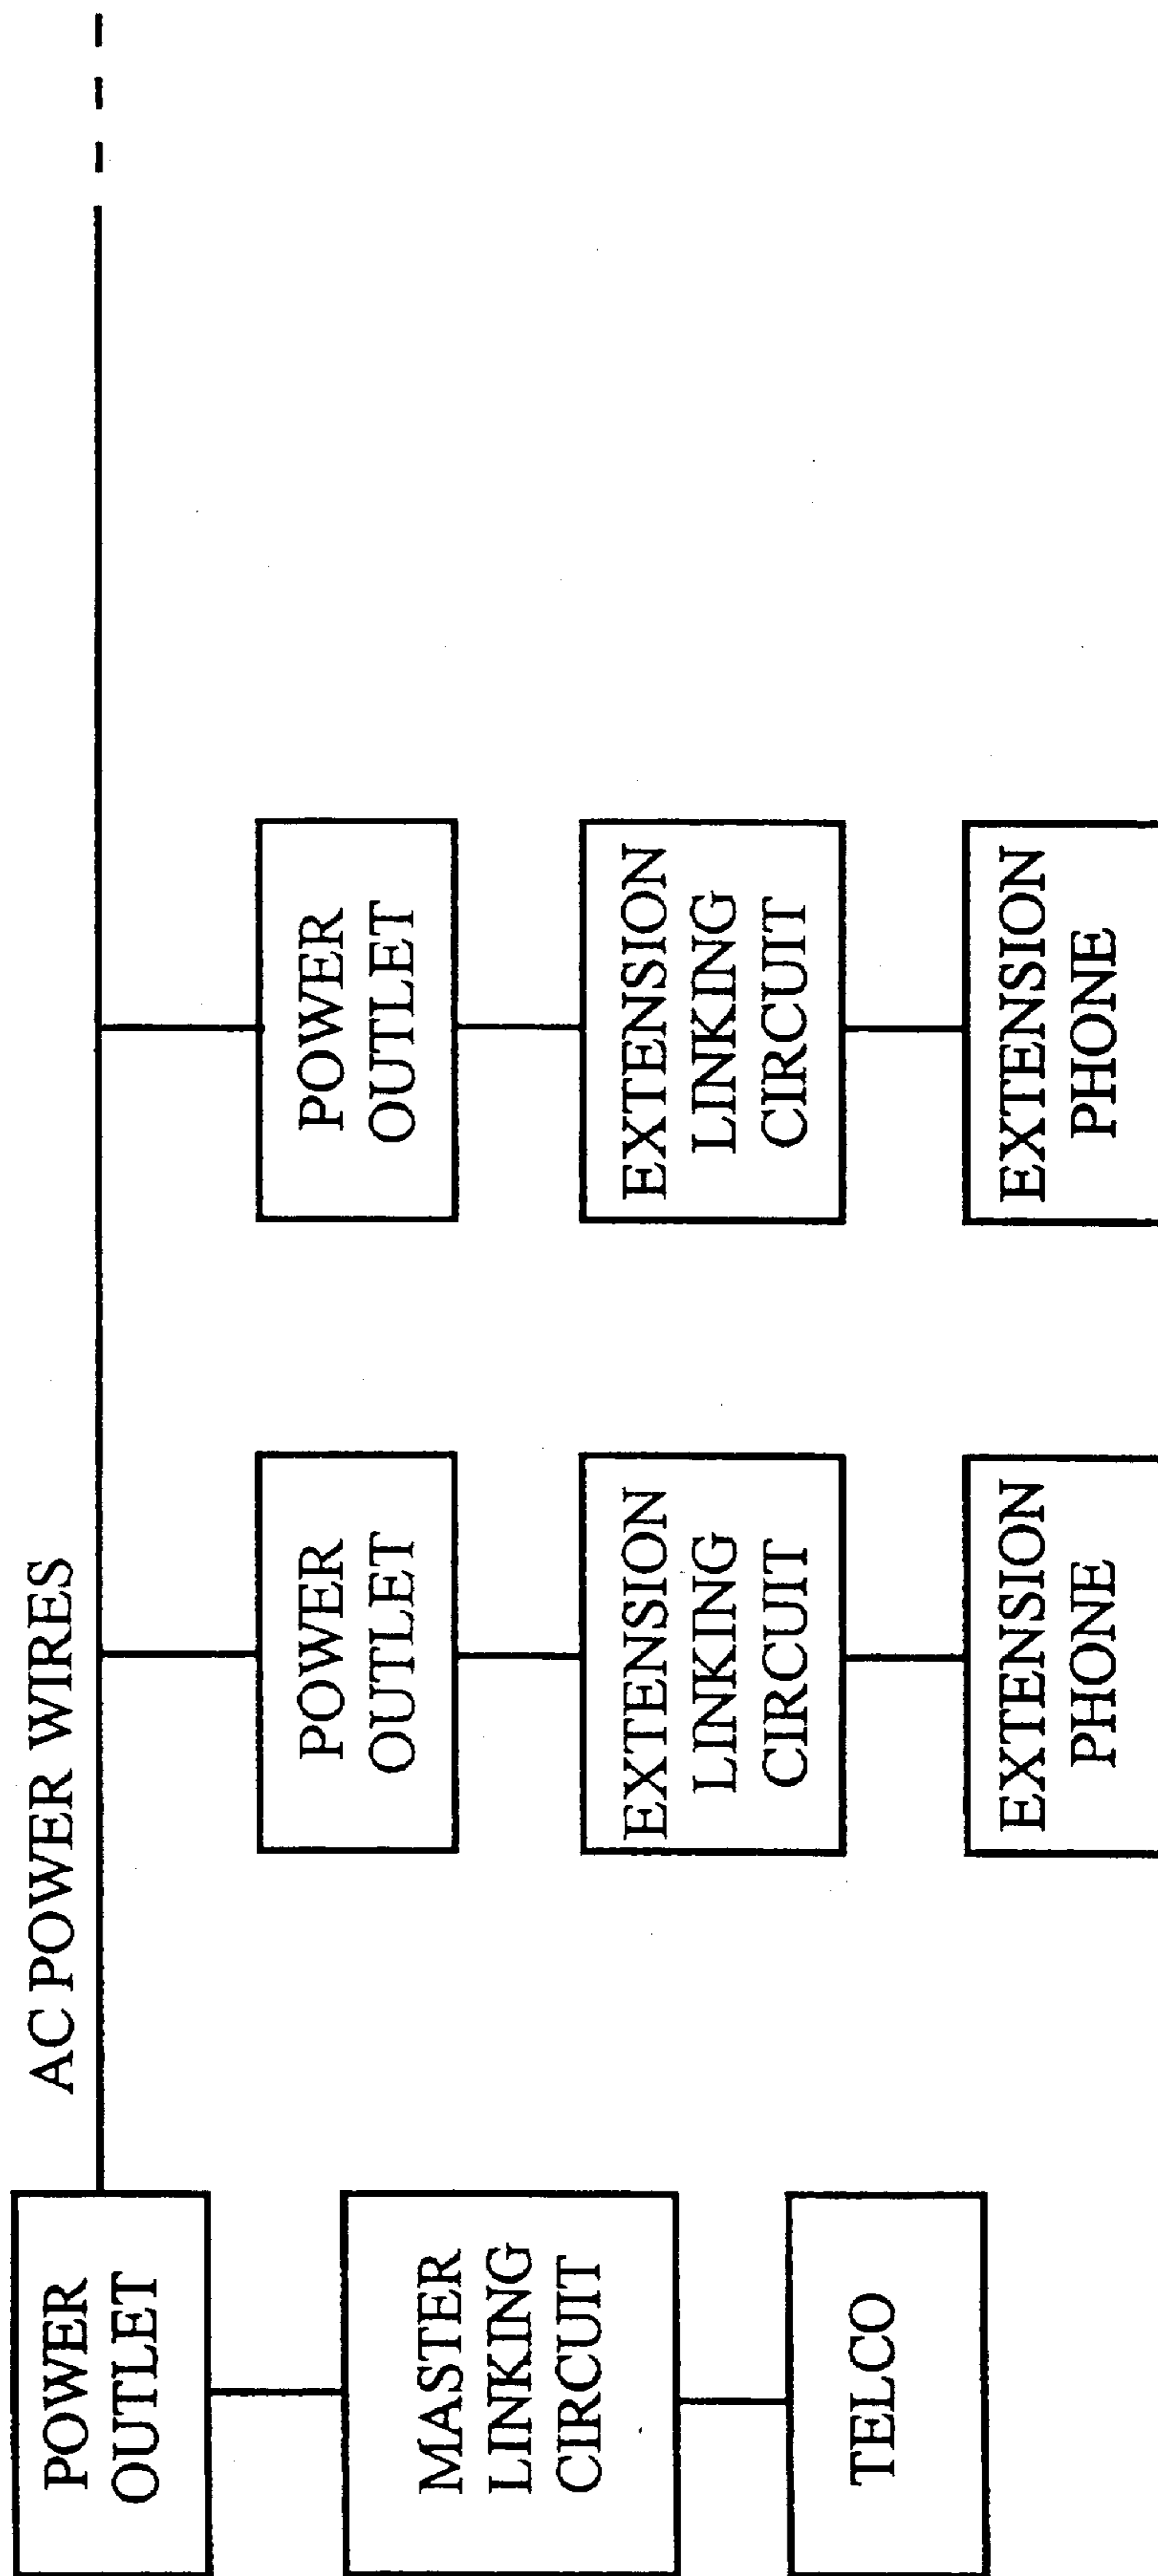 AC POWER WIRES
POWER
OUTLET
MASTER
LINKING
CIRCUIT
TELCO
POWER
OUTLET
EXTENSION
LINKING
CIRCUIT
EXTENSION
PHONE
POWER
OUTLET
EXTENSION
LINKING
CIRCUIT
EXTENSION
PHONE